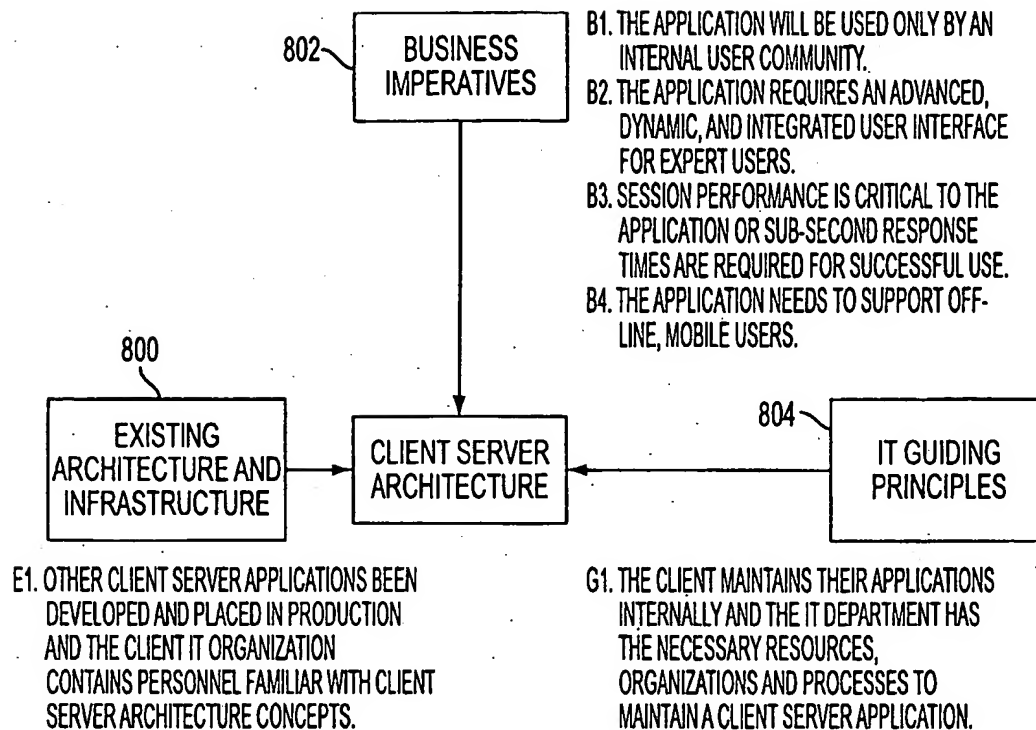 802
BUSINESS
IMPERATIVES
B1. THE APPLICATION WILL BE USED ONLY BY AN
INTERNAL USER COMMUNITY.
B2. THE APPLICATION REQUIRES AN ADVANCED,
DYNAMIC, AND INTEGRATED USER INTERFACE
FOR EXPERT USERS.
B3. SESSION PERFORMANCE IS CRITICAL TO THE
APPLICATION OR SUB-SECOND RESPONSE
TIMES ARE REQUIRED FOR SUCCESSFUL USE.
B4. THE APPLICATION NEEDS TO SUPPORT OFF-
LINE, MOBILE USERS.
800
EXISTING
ARCHITECTURE AND
INFRASTRUCTURE
CLIENT SERVER
ARCHITECTURE
804
IT GUIDING
PRINCIPLES
E1. OTHER CLIENT SERVER APPLICATIONS BEEN
DEVELOPED AND PLACED IN PRODUCTION
AND THE CLIENT IT ORGANIZATION
CONTAINS PERSONNEL FAMILIAR WITH CLIENT
SERVER ARCHITECTURE CONCEPTS.
G1. THE CLIENT MAINTAINS THEIR APPLICATIONS
INTERNALLY AND THE IT DEPARTMENT HAS
THE NECESSARY RESOURCES,
ORGANIZATIONS AND PROCESSES TO
MAINTAIN A CLIENT SERVER APPLICATION.